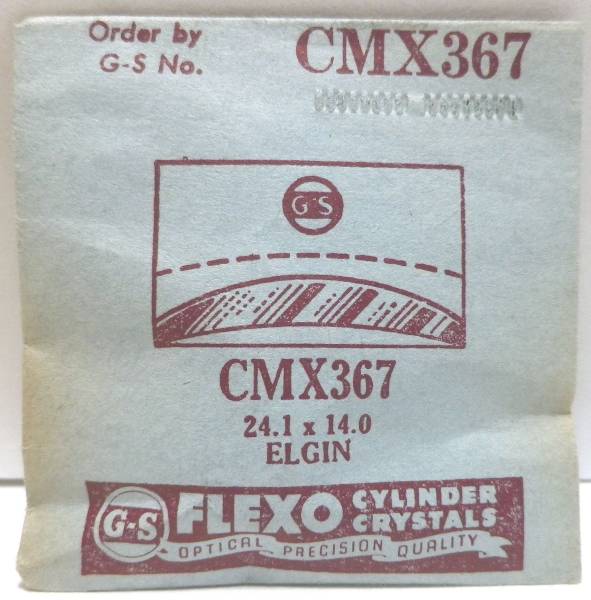 Order by
G-S No.
CMX367
G-S
CMX367
24.1 x 14.0
ELGIN
G-S
FLEXO CYLINDER CRYSTALS
OPTICAL PRECISION QUALITY